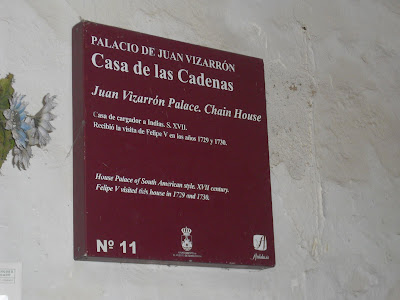 PALACIO DE JUAN VIZARRÓN
Casa de las Cadenas
Juan Vizarrón Palace. Chain House
Casa de cargador a Indias. S. XVII.
Recibió la visita de Felipe V en los años 1729 y 1730.
House Palace of South American style. XVII century.
Felipe V visited this house in 1729 and 1730.
Nº 11